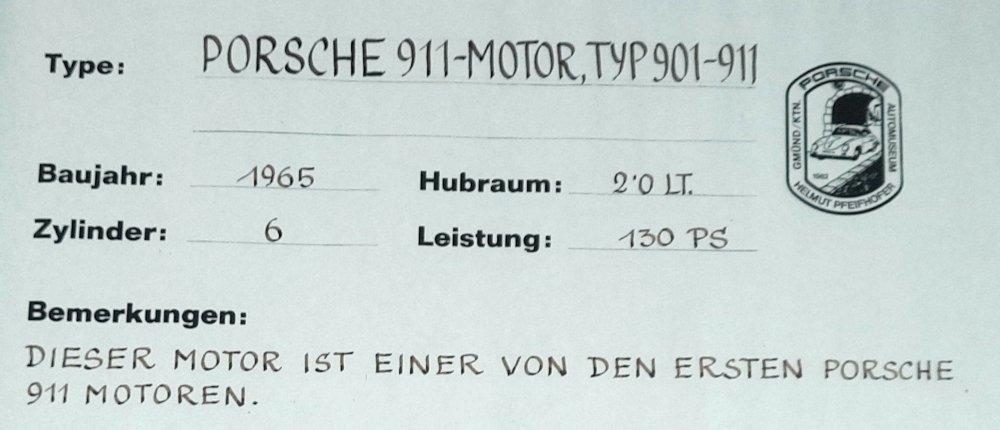 Type: PORSCHE 911-MOTOR, TYP 901-911
Baujahr: 1965 Hubraum: 2'0 LT.
Zylinder: 6 Leistung: 130 PS
Bemerkungen:
DIESER MOTOR IST EINER VON DEN ERSTEN PORSCHE
911 MOTOREN.
PORSCHE
AUTOMUSEUM
HELMUT PFEIFHOFER
GMÜND/KTN.
1982